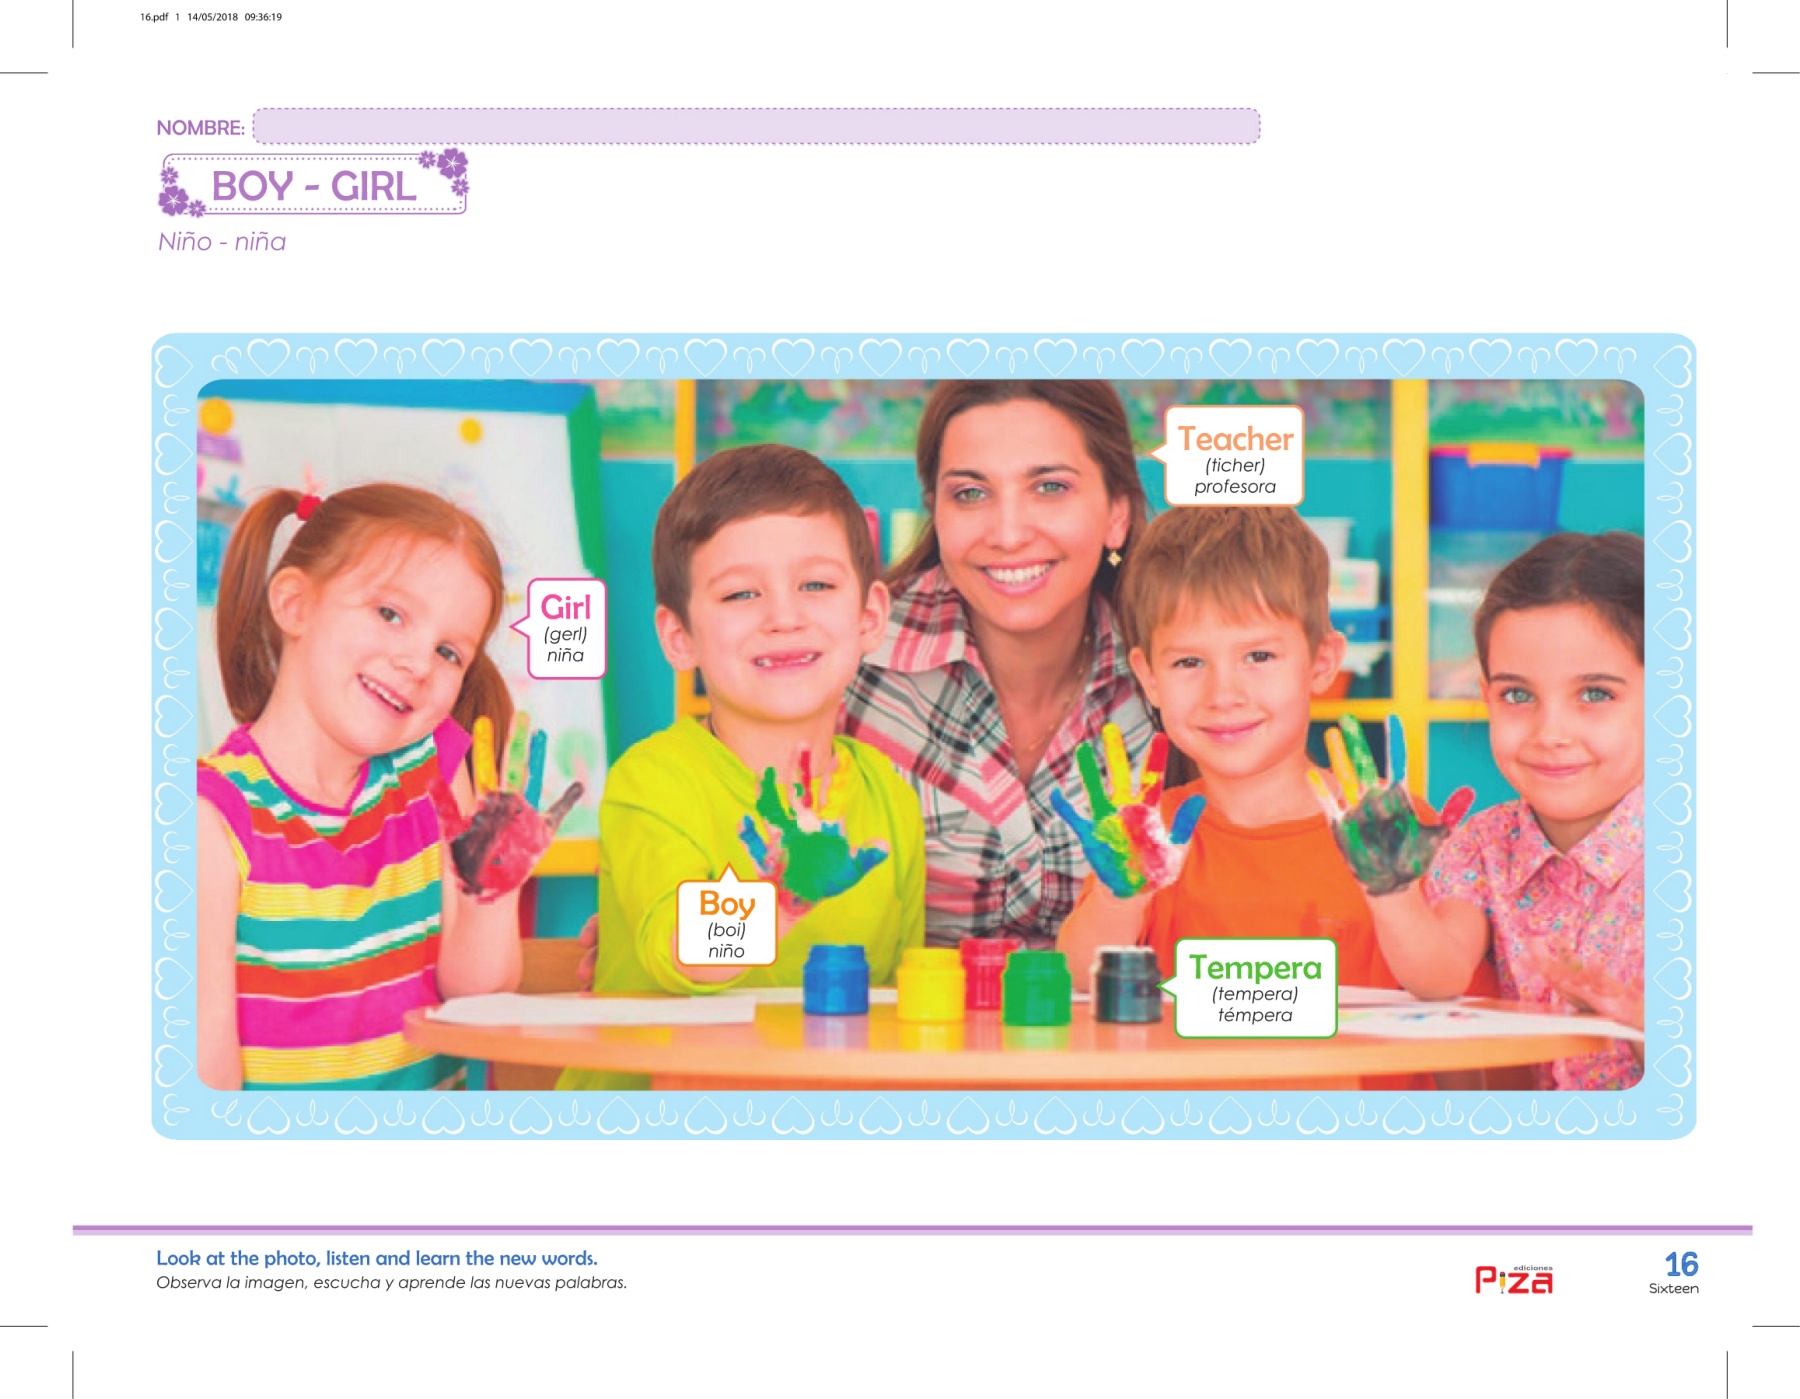 16.pdf 1 14/05/2018 09:36:19
NOMBRE:
BOY - GIRL
Niño - niña
Teacher
(ticher)
profesora
Girl
(gerl)
niña
Boy
(boi)
niño
Tempera
(tempera)
témpera
Look at the photo, listen and learn the new words.
Observa la imagen, escucha y aprende las nuevas palabras.
ediciones
Piza
16
Sixteen